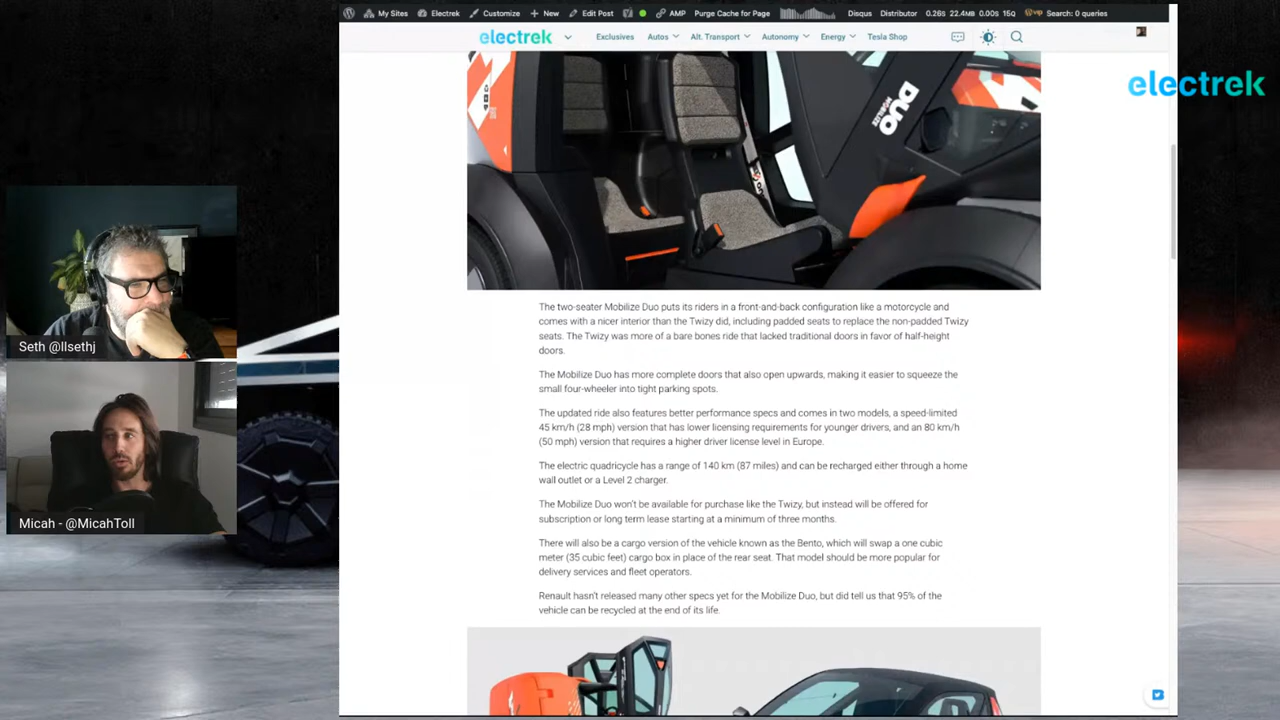 My Sites Electrek Customize New Edit Post AMP Purge Cache for Page Disqus Distributor 0.26S 22.4MB 0.00S 15Q VIP Search: 0 queries
electrek Exclusives Autos Alt. Transport Autonomy Energy Tesla Shop
electrek
DUO
MOBILIZE
Seth @llsethj
Micah - @MicahToll
The two-seater Mobilize Duo puts its riders in a front-and-back configuration like a motorcycle and
comes with a nicer interior than the Twizy did, including padded seats to replace the non-padded Twizy
seats. The Twizy was more of a bare bones ride that lacked traditional doors in favor of half-height
doors.
The Mobilize Duo has more complete doors that also open upwards, making it easier to squeeze the
small four-wheeler into tight parking spots.
The updated ride also features better performance specs and comes in two models, a speed-limited
45 km/h (28 mph) version that has lower licensing requirements for younger drivers, and an 80 km/h
(50 mph) version that requires a higher driver license level in Europe.
The electric quadricycle has a range of 140 km (87 miles) and can be recharged either through a home
wall outlet or a Level 2 charger.
The Mobilize Duo won't be available for purchase like the Twizy, but instead will be offered for
subscription or long term lease starting at a minimum of three months.
There will also be a cargo version of the vehicle known as the Bento, which will swap a one cubic
meter (35 cubic feet) cargo box in place of the rear seat. That model should be more popular for
delivery services and fleet operators.
Renault hasn't released many other specs yet for the Mobilize Duo, but did tell us that 95% of the
vehicle can be recycled at the end of its life.